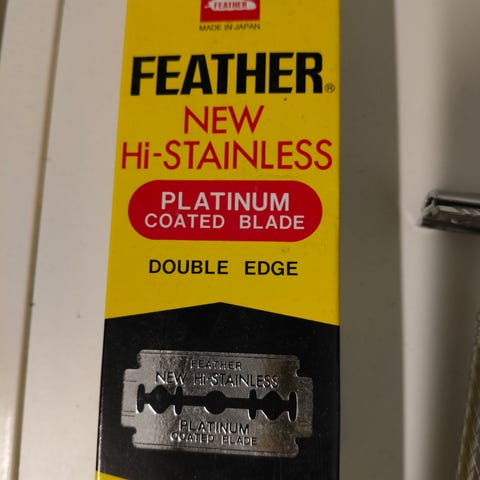 FEATHER
MADE IN JAPAN
FEATHER®
NEW
Hi-STAINLESS
PLATINUM
COATED BLADE
DOUBLE EDGE
FEATHER
NEW Hi-STAINLESS
PLATINUM
COATED BLADE